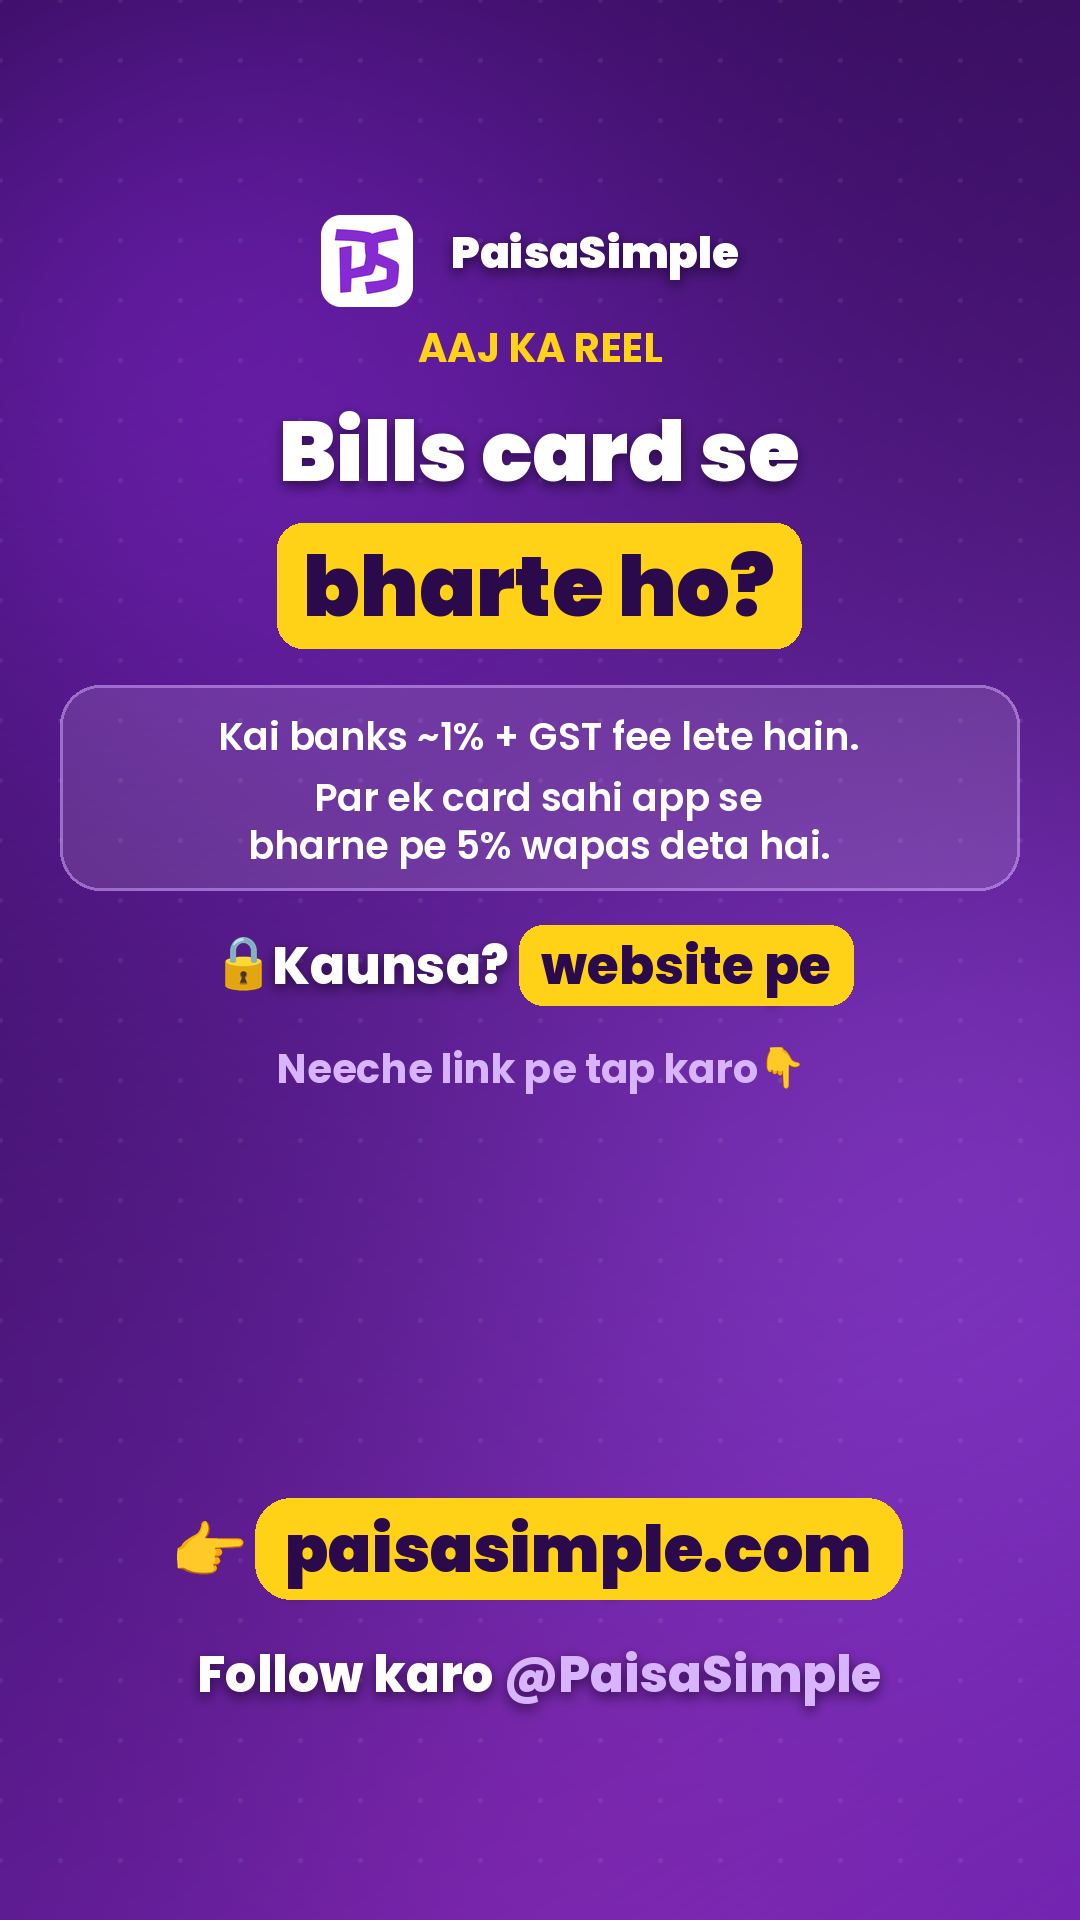 PS
PaisaSimple
AAJ KA REEL
Bills card se
bharte ho?
Kai banks ~1% + GST fee lete hain.
Par ek card sahi app se
bharne pe 5% wapas deta hai.
🔒Kaunsa? website pe
Neeche link pe tap karo👇
👉 paisasimple.com
Follow karo @PaisaSimple